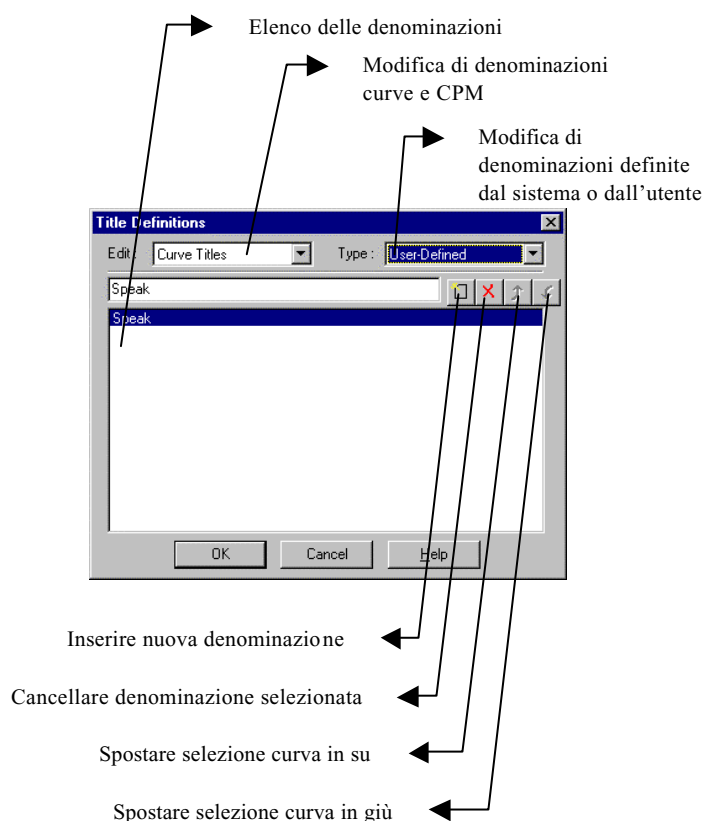 Elenco delle denominazioni
Modifica di denominazioni
curve e CPM
Modifica di
denominazioni definite
dal sistema o dall'utente
Title Definitions
Edit: Curve Titles Type: User-Defined
Speak
Speak
OK Cancel Help
Inserire nuova denominazione
Cancellare denominazione selezionata
Spostare selezione curva in su
Spostare selezione curva in giù